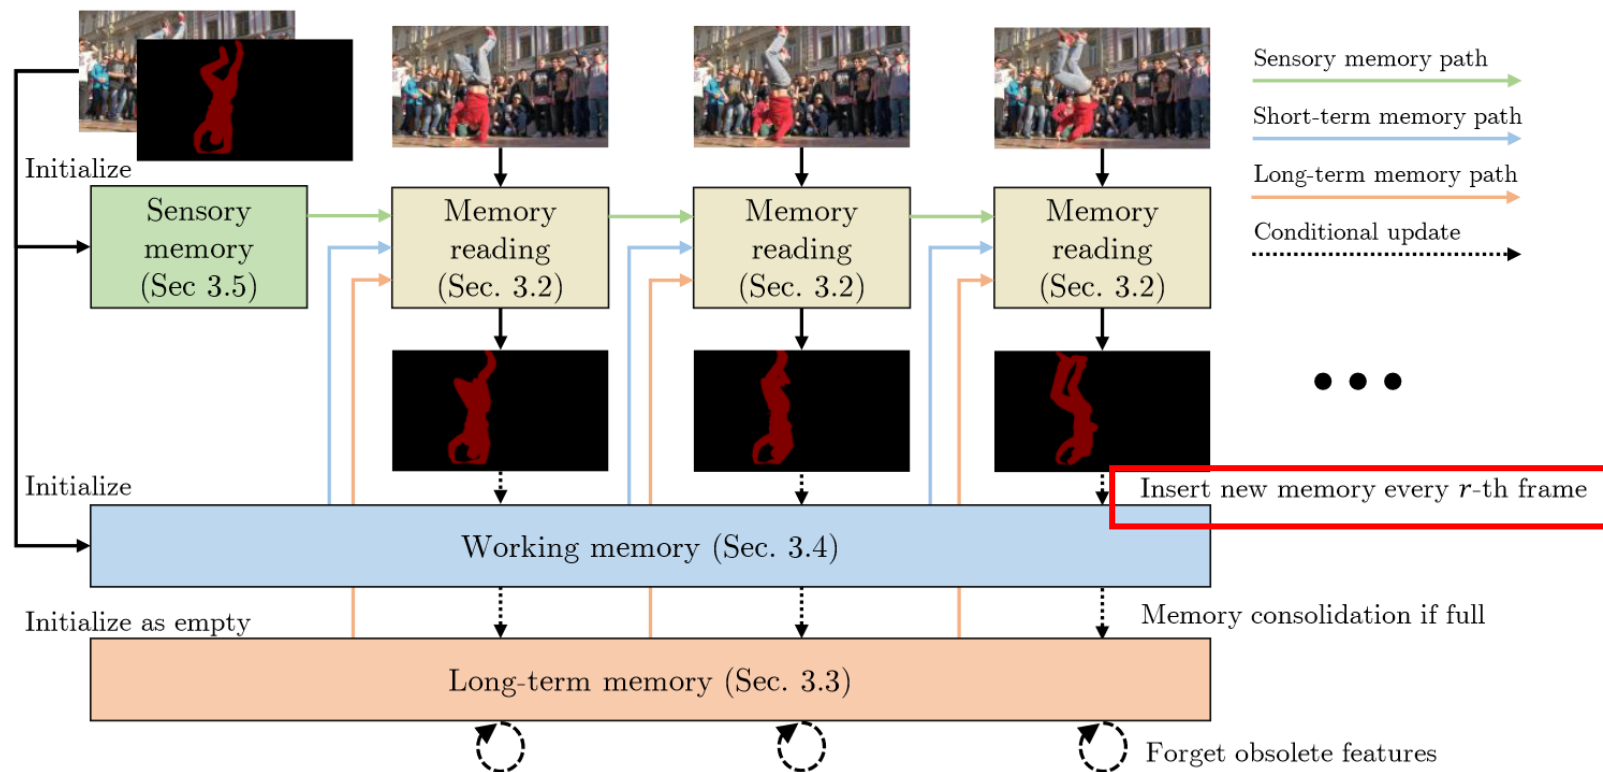 Sensory memory path
Short-term memory path
Long-term memory path
Conditional update
Initialize
Sensory
memory
(Sec 3.5)
Memory
reading
(Sec. 3.2)
Memory
reading
(Sec. 3.2)
Memory
reading
(Sec. 3.2)
Initialize
Insert new memory every r-th frame
Working memory (Sec. 3.4)
Initialize as empty
Memory consolidation if full
Long-term memory (Sec. 3.3)
Forget obsolete features